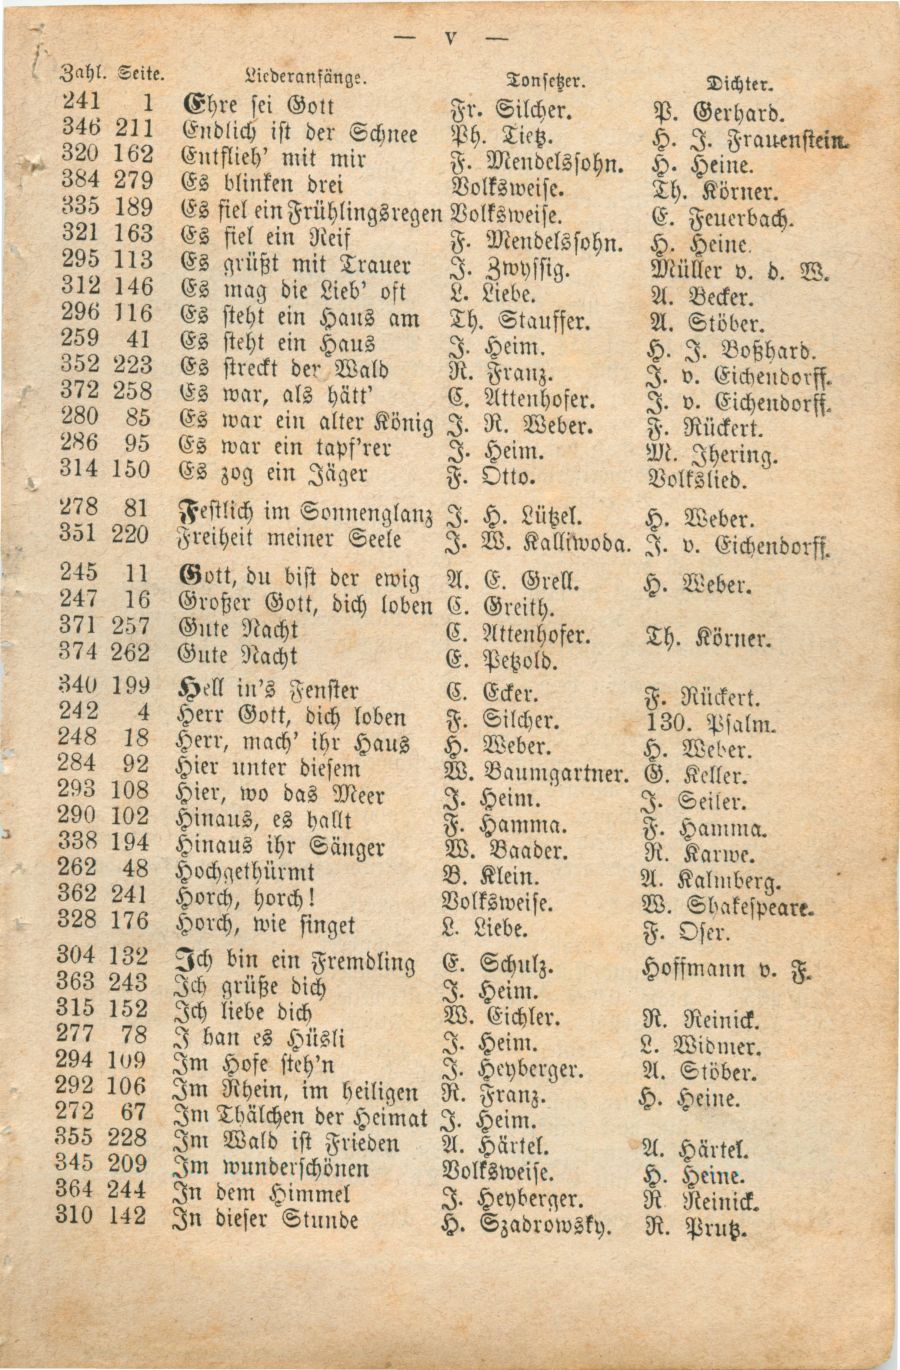 — v —
Zahl. Seite. Liederanfänge. Tonsetzer. Dichter.
241 1 Ehre sei Gott Fr. Silcher. P. Gerhard.
346 211 Endlich ist der Schnee Ph. Tietz. H. J. Frauenstein.
320 162 Entflieh' mit mir F. Mendelssohn. H. Heine.
384 279 Es blinken drei Volksweise. Th. Körner.
335 189 Es fiel ein Frühlingsregen Volksweise. E. Feuerbach.
321 163 Es fiel ein Reif F. Mendelssohn. H. Heine.
295 113 Es grüßt mit Trauer J. Zwyssig. Müller v. d. W.
312 146 Es mag die Lieb' oft L. Liebe. A. Becker.
296 116 Es steht ein Haus am Th. Stauffer. A. Stöber.
259 41 Es steht ein Haus J. Heim. H. J. Boßhard.
352 223 Es streckt der Wald R. Franz. J. v. Eichendorff.
372 258 Es war, als hätt' C. Attenhofer. J. v. Eichendorff.
280 85 Es war ein alter König J. R. Weber. F. Rückert.
286 95 Es war ein tapf'rer J. Heim. M. Ihering.
314 150 Es zog ein Jäger F. Otto. Volkslied.
278 81 Festlich im Sonnenglanz J. H. Lützel. H. Weber.
351 220 Freiheit meiner Seele J. W. Kalliwoda. J. v. Eichendorff.
245 11 Gott, du bist der ewig A. E. Grell. H. Weber.
247 16 Großer Gott, dich loben C. Greith.
371 257 Gute Nacht C. Attenhofer. Th. Körner.
374 262 Gute Nacht E. Petzold.
340 199 Hell in's Fenster C. Ecker. F. Rückert.
242 4 Herr Gott, dich loben F. Silcher. 130. Psalm.
248 18 Herr, mach' ihr Haus H. Weber. H. Weber.
284 92 Hier unter diesem W. Baumgartner. G. Keller.
293 108 Hier, wo das Meer J. Heim. J. Seiler.
290 102 Hinaus, es hallt F. Hamma. F. Hamma.
338 194 Hinaus ihr Sänger W. Baader. R. Karwe.
262 48 Hochgethürmt B. Klein. A. Kalmberg.
362 241 Horch, horch! Volksweise. W. Shakespeare.
328 176 Horch, wie singet L. Liebe. F. Oser.
304 132 Ich bin ein Fremdling E. Schulz. Hoffmann v. F.
363 243 Ich grüße dich J. Heim.
315 152 Ich liebe dich W. Eichler. R. Reinick.
277 78 I han es Hüsli J. Heim. L. Widmer.
294 109 Im Hofe steh'n J. Heyberger. A. Stöber.
292 106 Im Rhein, im heiligen R. Franz. H. Heine.
272 67 Im Thälchen der Heimat J. Heim.
355 228 Im Wald ist Frieden A. Härtel. A. Härtel.
345 209 Im wunderschönen Volksweise. H. Heine.
364 244 In dem Himmel J. Heyberger. R Reinick.
310 142 In dieser Stunde H. Szadrowsky. R. Prutz.